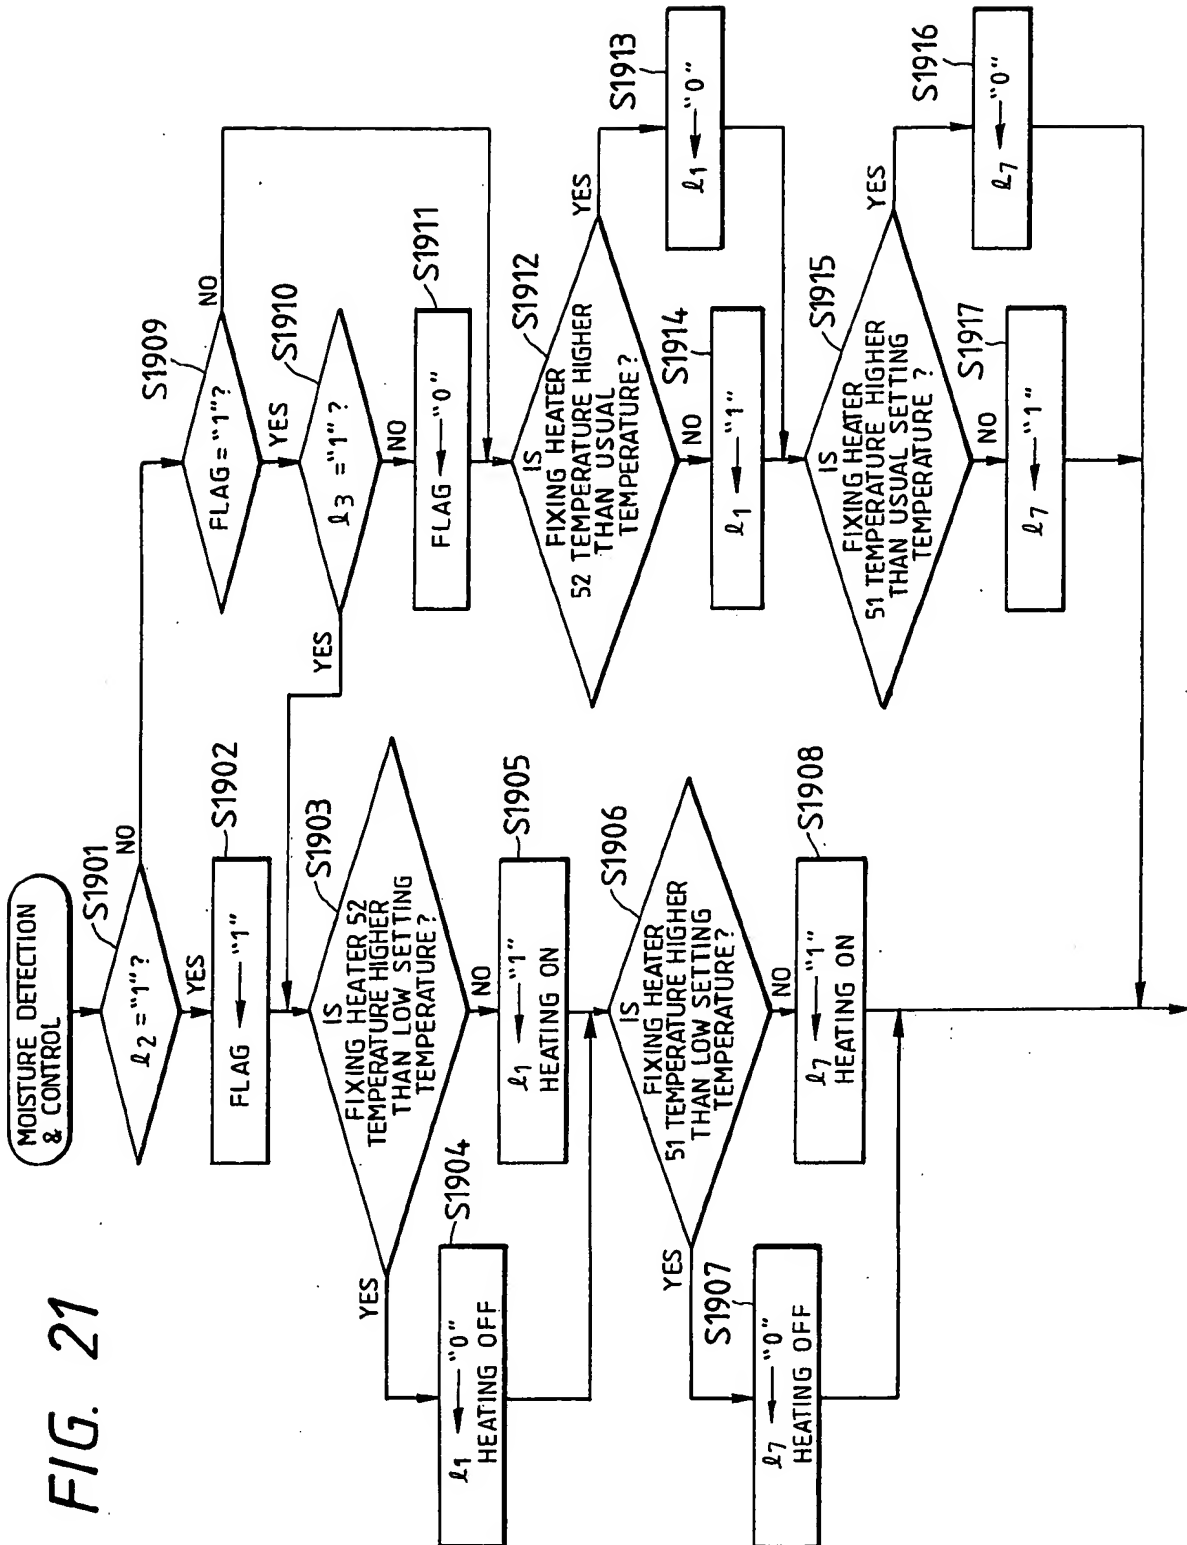 FIG. 21
MOISTURE DETECTION
& CONTROL
S1901
ℓ2 = "1"?
NO
YES
S1902
FLAG ← "1"
S1903
IS
FIXING HEATER 52
TEMPERATURE HIGHER
THAN LOW SETTING
TEMPERATURE?
YES
NO
S1904
ℓ1 ← "0"
HEATING OFF
S1905
ℓ1 ← "1"
HEATING ON
S1906
IS
FIXING HEATER
51 TEMPERATURE HIGHER
THAN LOW SETTING
TEMPERATURE?
YES
NO
S1907
ℓ7 ← "0"
HEATING OFF
S1908
ℓ7 ← "1"
HEATING ON
S1909
FLAG = "1"?
NO
YES
S1910
ℓ3 = "1"?
YES
NO
S1911
FLAG ← "0"
S1912
IS
FIXING HEATER
52 TEMPERATURE HIGHER
THAN USUAL
TEMPERATURE?
YES
NO
S1913
ℓ1 ← "0"
S1914
ℓ1 ← "1"
S1915
IS
FIXING HEATER
51 TEMPERATURE HIGHER
THAN USUAL SETTING
TEMPERATURE ?
YES
NO
S1916
ℓ7 ← "0"
S1917
ℓ7 ← "1"